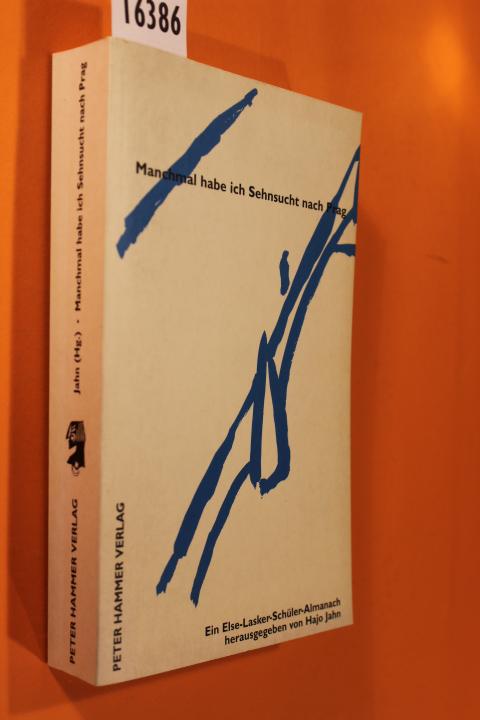 16386
Manchmal habe ich Sehnsucht nach Prag
Ein Else-Lasker-Schüler-Almanach
herausgegeben von Hajo Jahn
PETER HAMMER VERLAG
Jahn (Hg.) · Manchmal habe ich Sehnsucht nach Prag
PETER HAMMER VERLAG